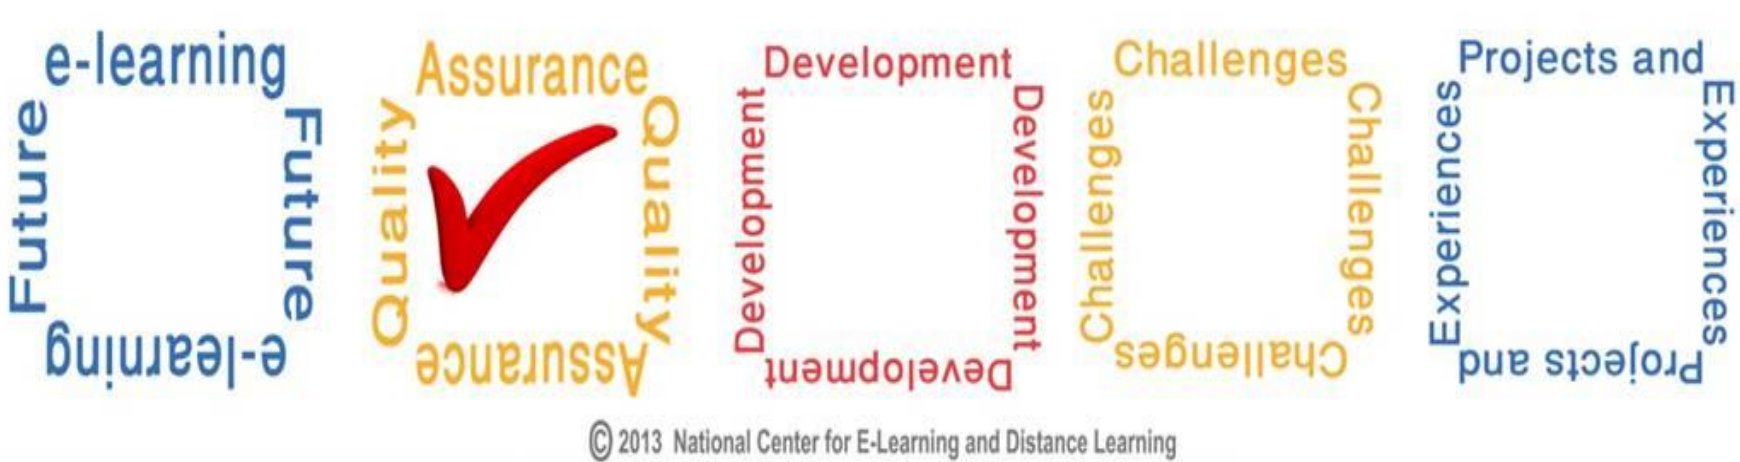 e-learning
Future
Future
e-learning
Assurance
Quality
Quality
Assurance
Development
Development
Development
Development
Challenges
Challenges
Challenges
Challenges
Projects and
Experiences
Experiences
Projects and
© 2013 National Center for E-Learning and Distance Learning